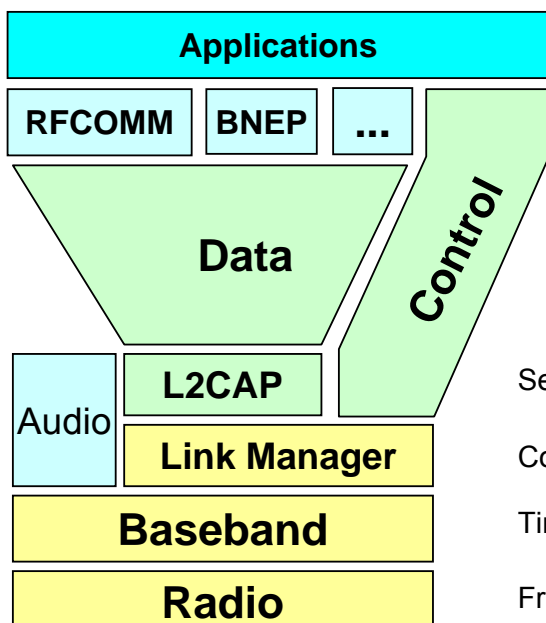 Applications
RFCOMM BNEP ...
Data
Control
L2CAP
Audio
Link Manager
Baseband
Radio